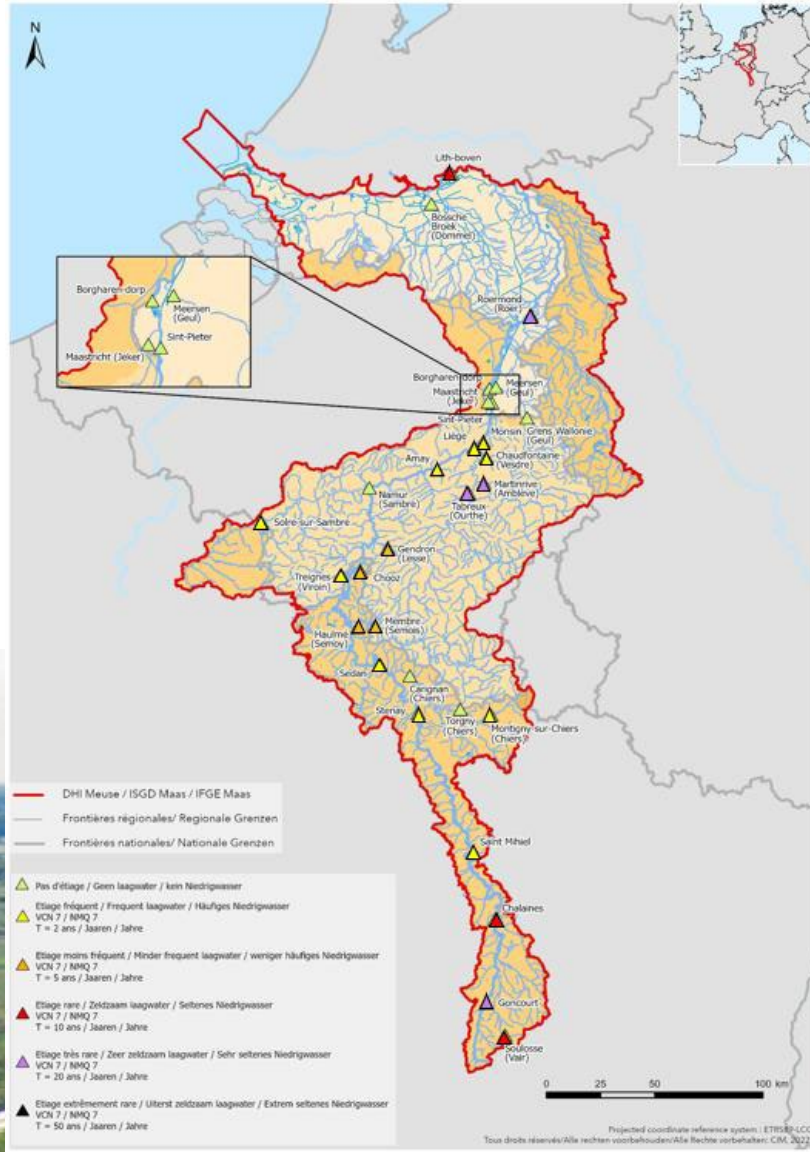 N
Lith-boven
Bossche
Broek
(Dommel)
Roermond
(Roer)
Borgharen-dorp
Meersen
(Geul)
Sint-Pieter
Maastricht (Jeker)
Borgharen-dorp
Maastricht
(Jeker)
Meersen
(Geul)
Sint-Pieter
Grens Wallonie
(Geul)
Monsin
Liège
Chaudfontaine
(Vesdre)
Amay
Martinrive
(Amblève)
Tabreux
(Ourthe)
Namur
(Sambre)
Solre-sur-Sambre
Gendron
(Lesse)
Treignes
(Viroin)
Chooz
Haulmé
(Semoy)
Membre
(Semois)
Sedan
Carignan
(Chiers)
Stenay
Torgny
(Chiers)
Montigny-sur-Chiers
(Chiers)
Saint Mihiel
Chalaines
Goncourt
Soulosse
(Vair)
DHI Meuse / ISGD Maas / IFGE Maas
Frontières régionales/ Regionale Grenzen
Frontières nationales/ Nationale Grenzen
Pas d'étiage / Geen laagwater / kein Niedrigwasser
Etiage fréquent / Frequent laagwater / Häufiges Niedrigwasser
VCN 7 / NMQ 7
T = 2 ans / Jaaren / Jahre
Etiage moins fréquent / Minder frequent laagwater / weniger häufiges Niedrigwasser
VCN 7 / NMQ 7
T = 5 ans / Jaaren / Jahre
Etiage rare / Zeldzaam laagwater / Seltenes Niedrigwasser
VCN 7 / NMQ 7
T = 10 ans / Jaaren / Jahre
Etiage très rare / Zeer zeldzaam laagwater / Sehr seltenes Niedrigwasser
VCN 7 / NMQ 7
T = 20 ans / Jaaren / Jahre
Etiage extrêmement rare / Uiterst zeldzaam laagwater / Extrem seltenes Niedrigwasser
VCN 7 / NMQ 7
T = 50 ans / Jaaren / Jahre
0 25 50 100 km
Projected coordinate reference system : ETRS89-LCC
Tous droits réservés/Alle rechten voorbehouden/Alle Rechte vorbehalten: CIM, 2022